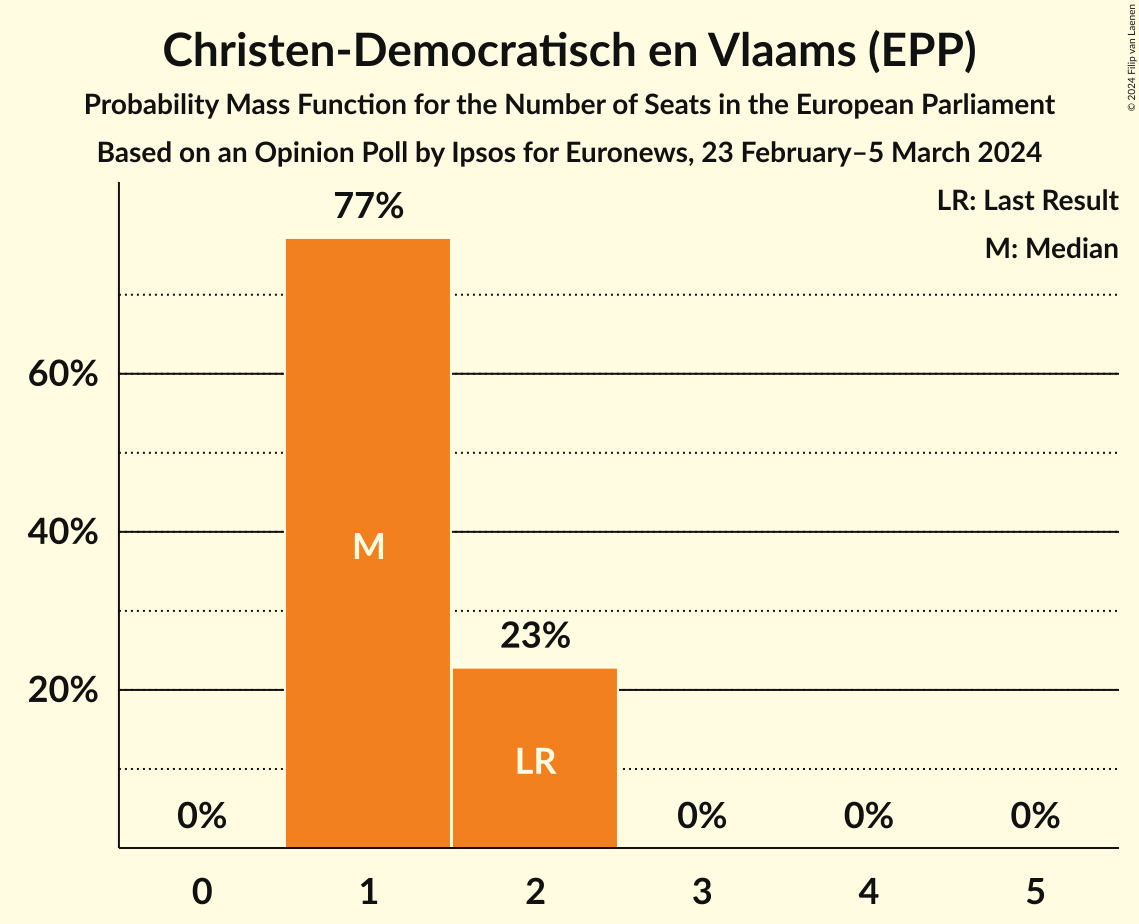 Christen-Democratisch en Vlaams (EPP)
Probability Mass Function for the Number of Seats in the European Parliament
Based on an Opinion Poll by Ipsos for Euronews, 23 February–5 March 2024
© 2024 Filip van Laenen
LR: Last Result
M: Median
77%
60%
40%
M
23%
20%
LR
0%
0%
0%
0%
0 1 2 3 4 5